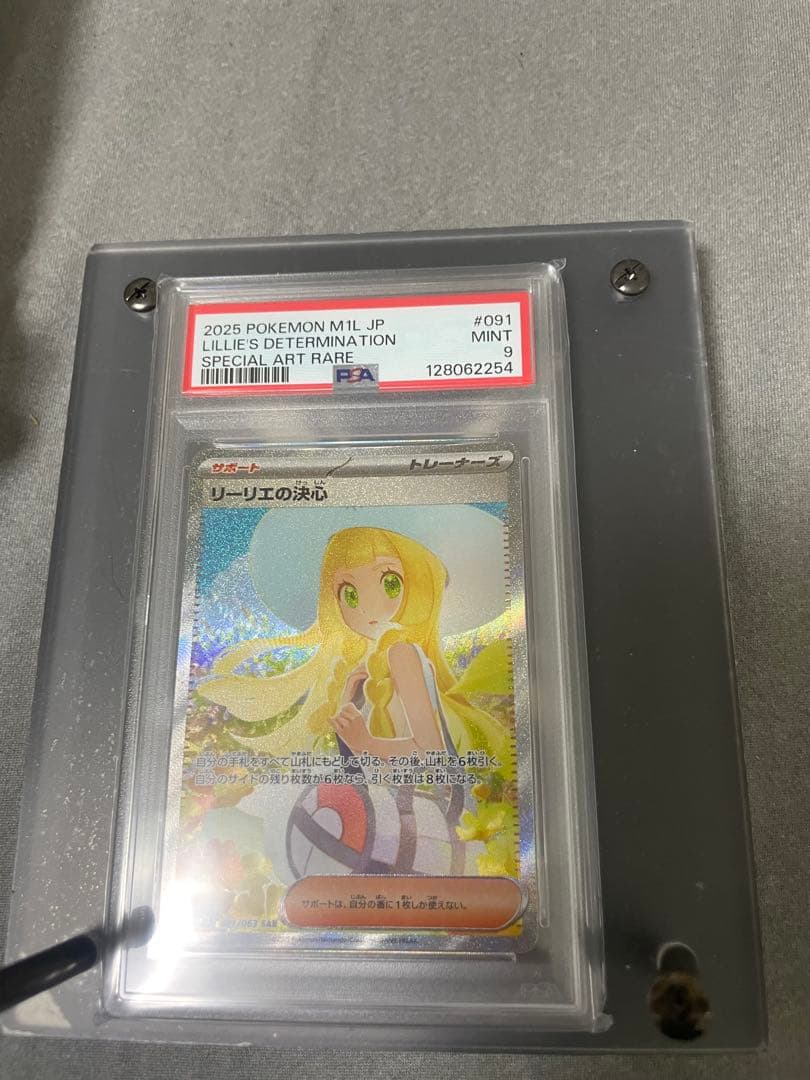 2025 POKEMON M1L JP #091
LILLIE'S DETERMINATION MINT
SPECIAL ART RARE 9
PSA 128062254
サポート トレーナーズ
リーリエの決心
自分の手札をすべて山札にもどして切る。その後、山札を6枚引く。
自分のサイドの残り枚数が6枚なら、引く枚数は8枚になる。
サポートは、自分の番に1枚しか使えない。
/063 SAR